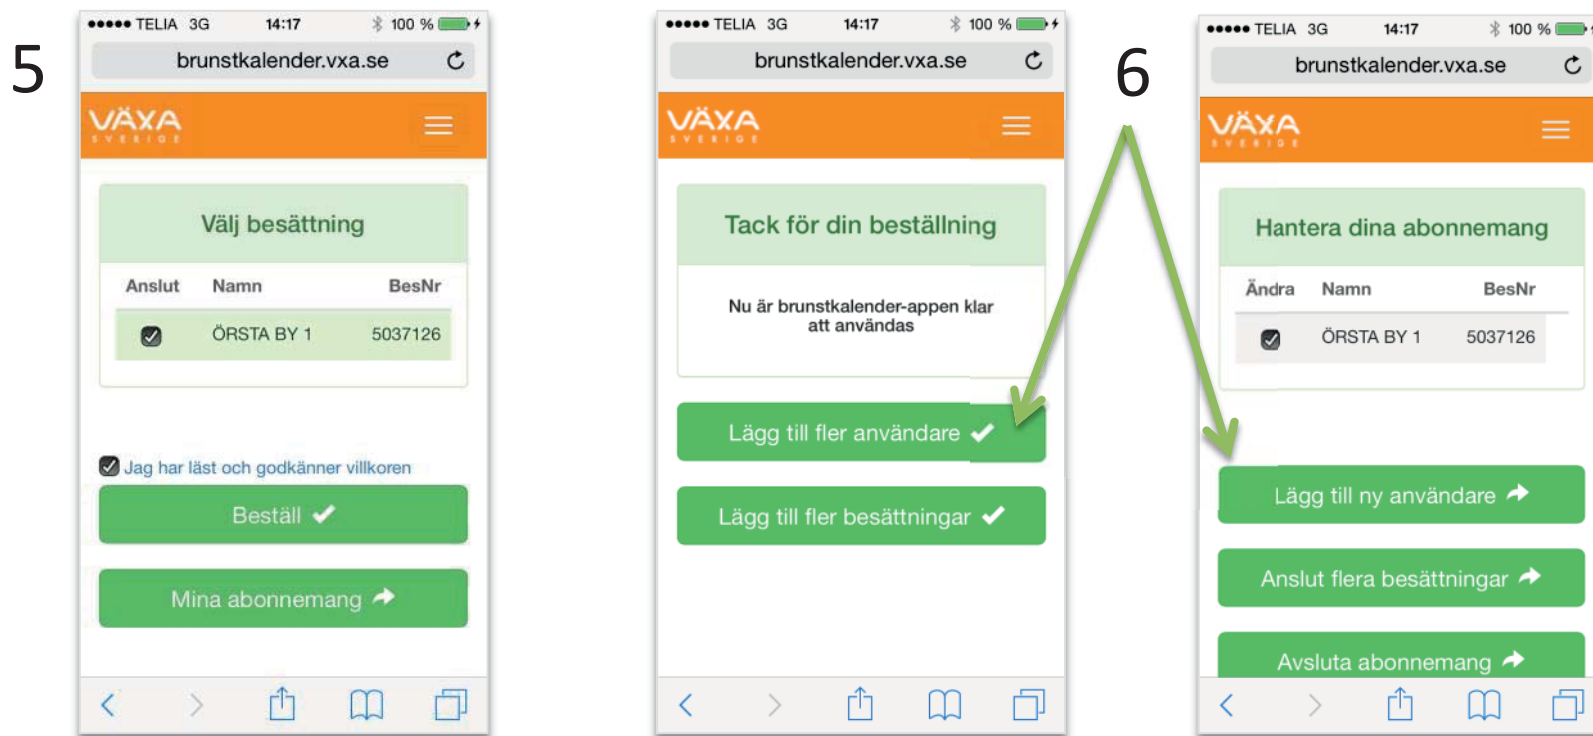 5
TELIA 3G 14:17 100 %
brunstkalender.vxa.se
VÄXA
SVERIGE
Välj besättning
Anslut Namn BesNr
ÖRSTA BY 1 5037126
Jag har läst och godkänner villkoren
Beställ
Mina abonnemang
TELIA 3G 14:17 100 %
brunstkalender.vxa.se
VÄXA
SVERIGE
Tack för din beställning
Nu är brunstkalender-appen klar
att användas
Lägg till fler användare
Lägg till fler besättningar
6
TELIA 3G 14:17 100 %
brunstkalender.vxa.se
VÄXA
SVERIGE
Hantera dina abonnemang
Ändra Namn BesNr
ÖRSTA BY 1 5037126
Lägg till ny användare
Anslut flera besättningar
Avsluta abonnemang